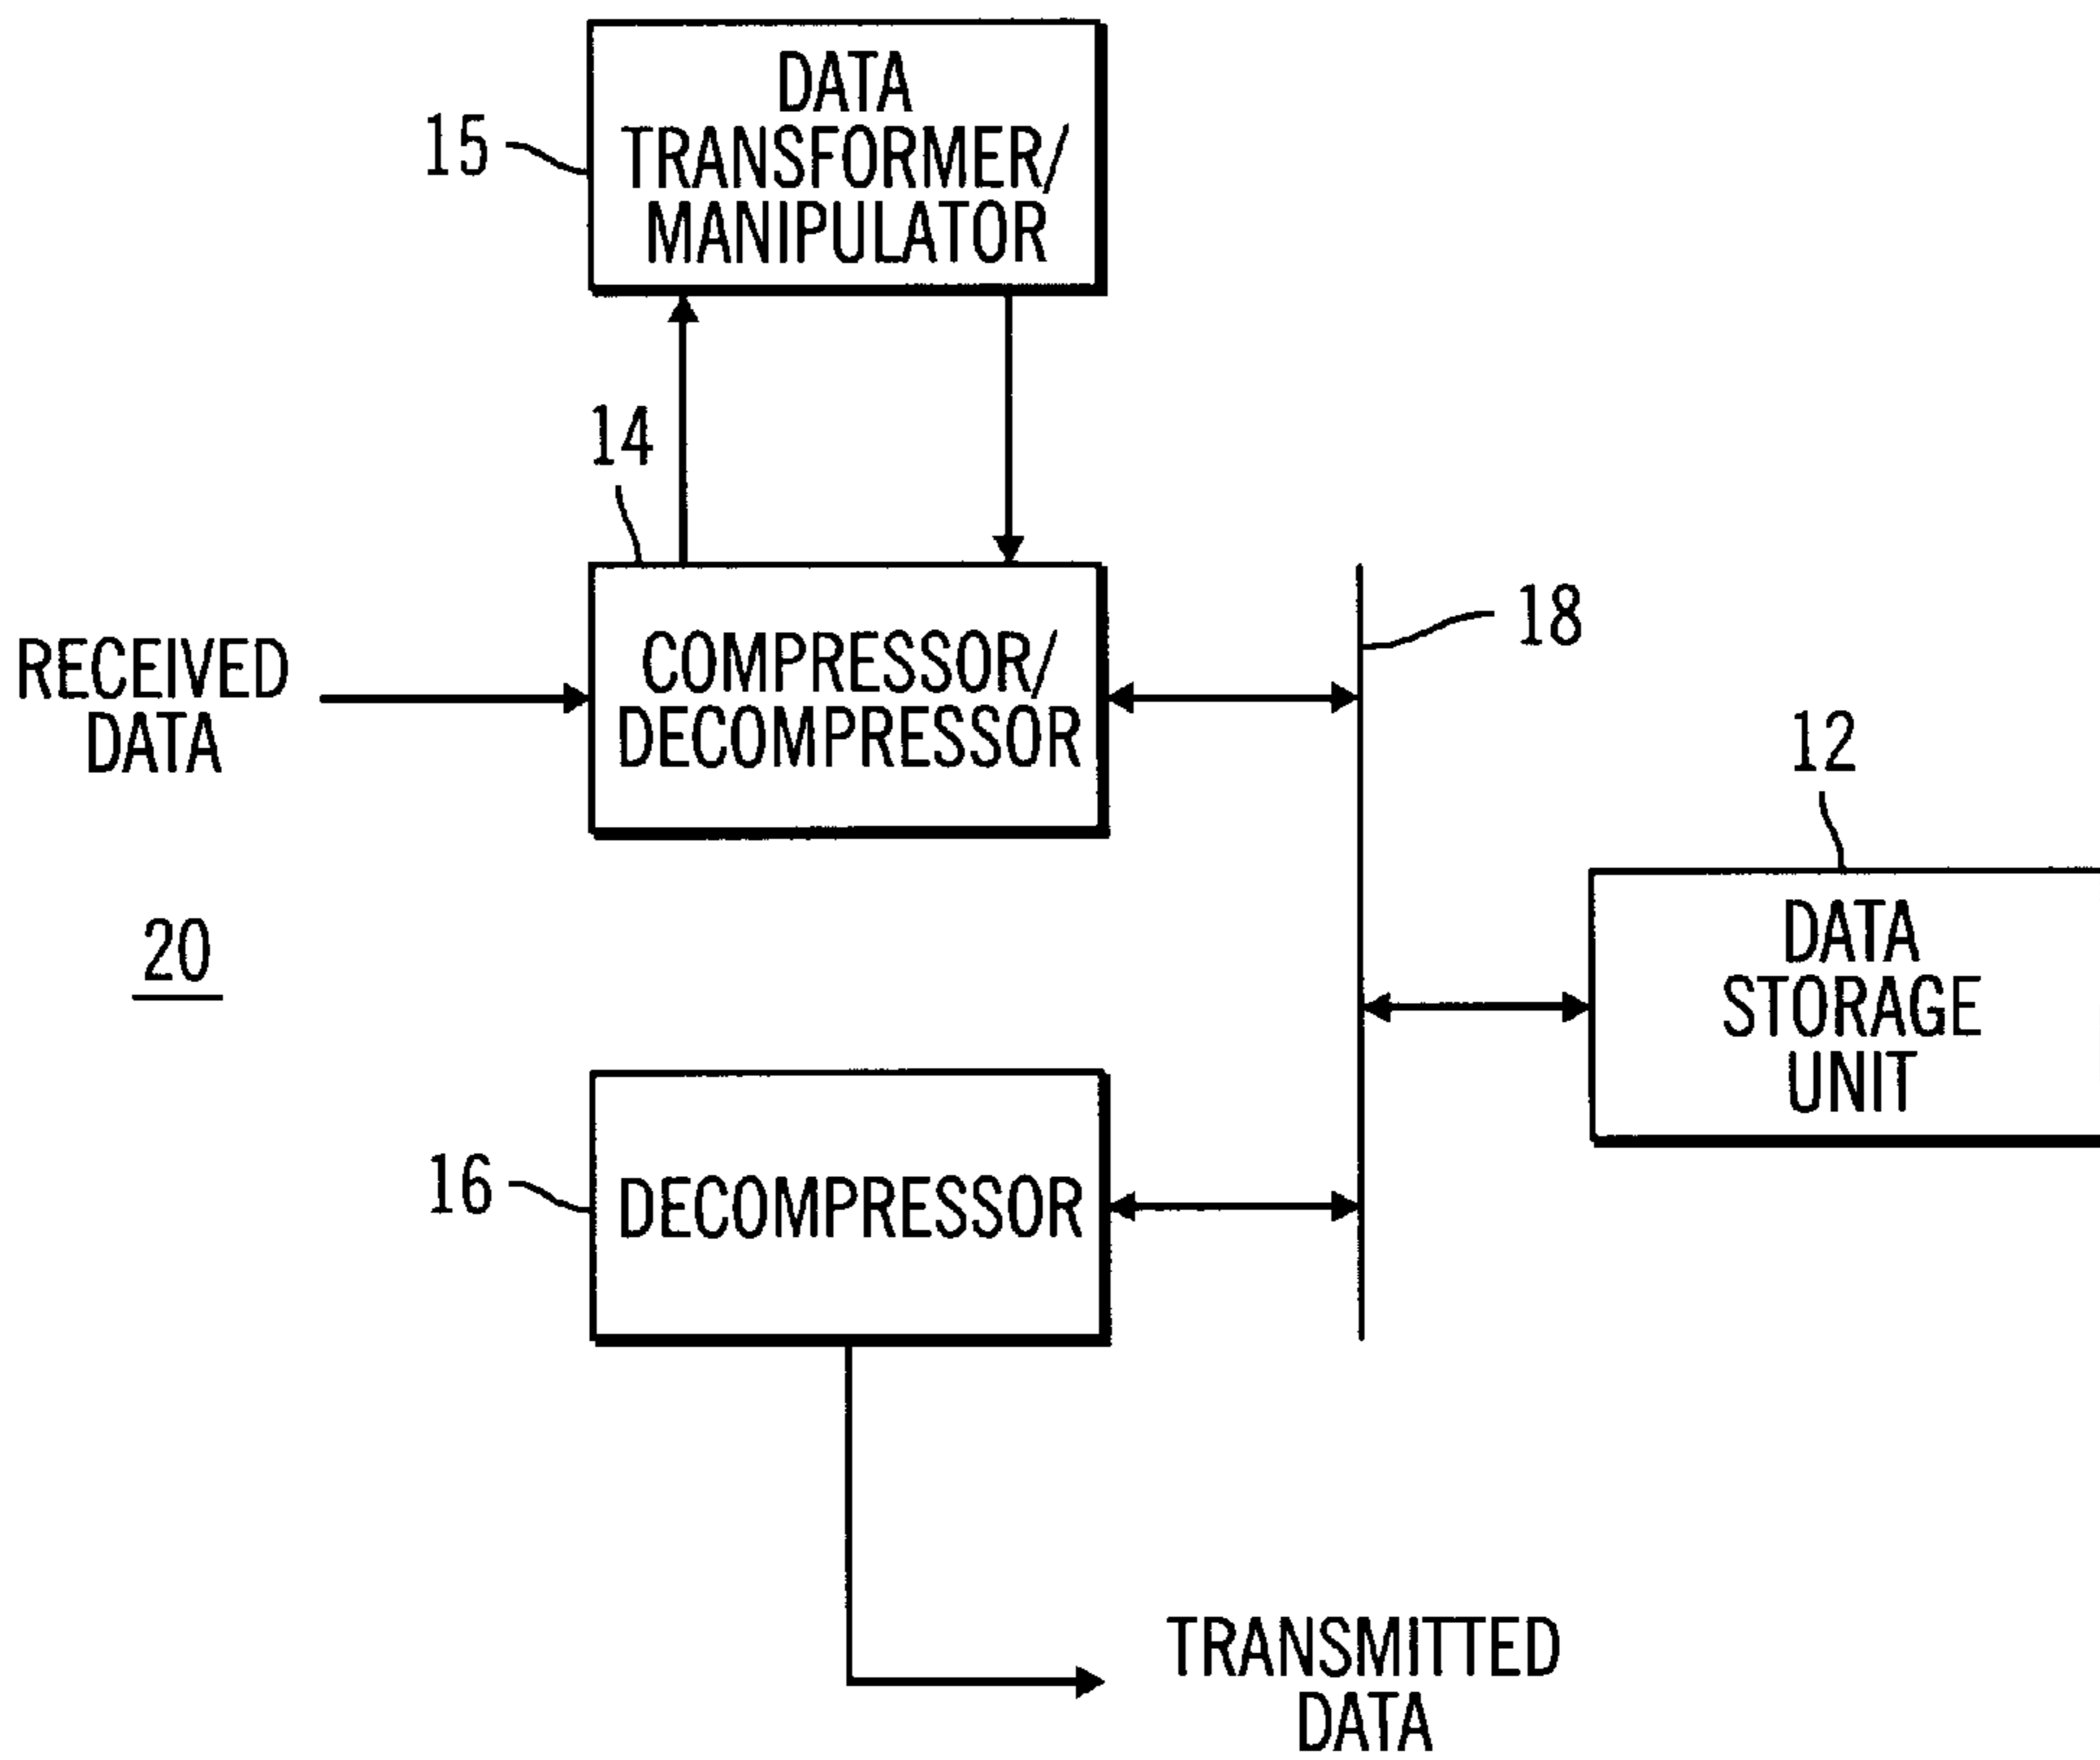 DATA
TRANSFORMER/
MANIPULATOR
15
14
COMPRESSOR/
DECOMPRESSOR
RECEIVED
DATA
18
12
DATA
STORAGE
UNIT
20
16
DECOMPRESSOR
TRANSMITTED
DATA